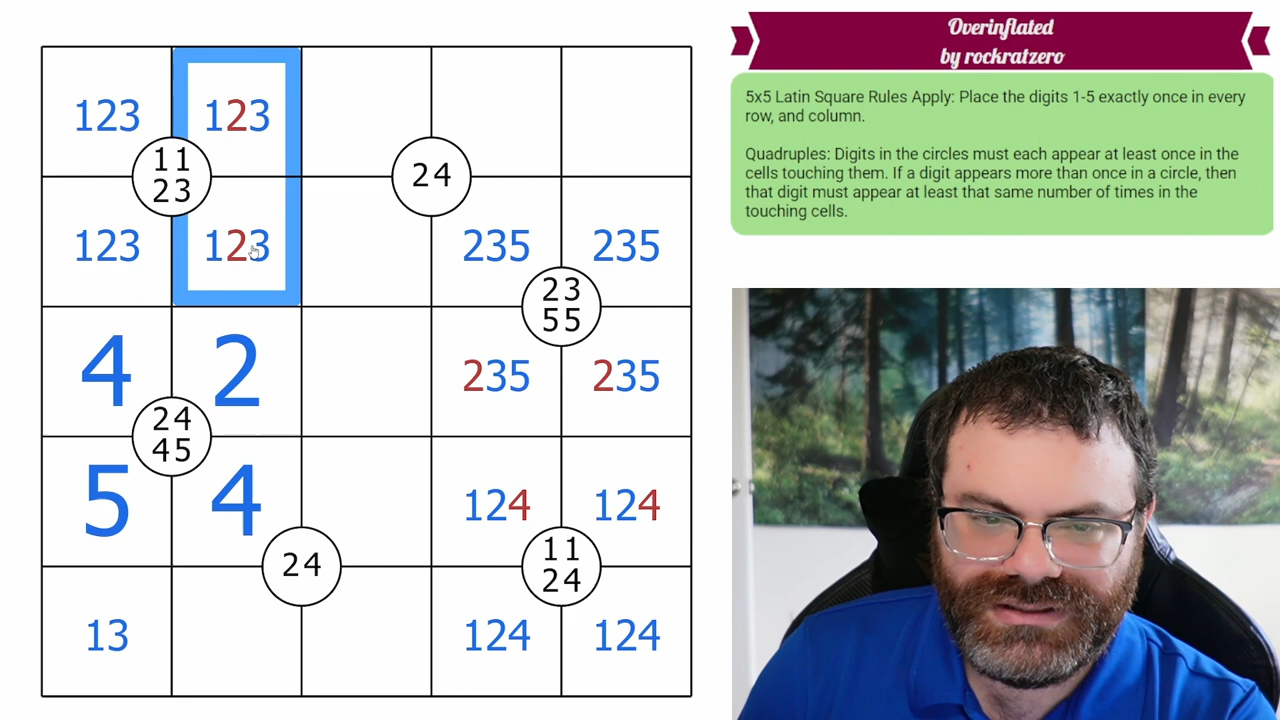 Overinflated
by rockratzero
5x5 Latin Square Rules Apply: Place the digits 1-5 exactly once in every
row, and column.
Quadruples: Digits in the circles must each appear at least once in the
cells touching them. If a digit appears more than once in a circle, then
that digit must appear at least that same number of times in the
touching cells.
123 123
11
23
24
123 123 235 235
23
55
4 2 235 235
24
45
5 4 124 124
24
11
24
13 124 124